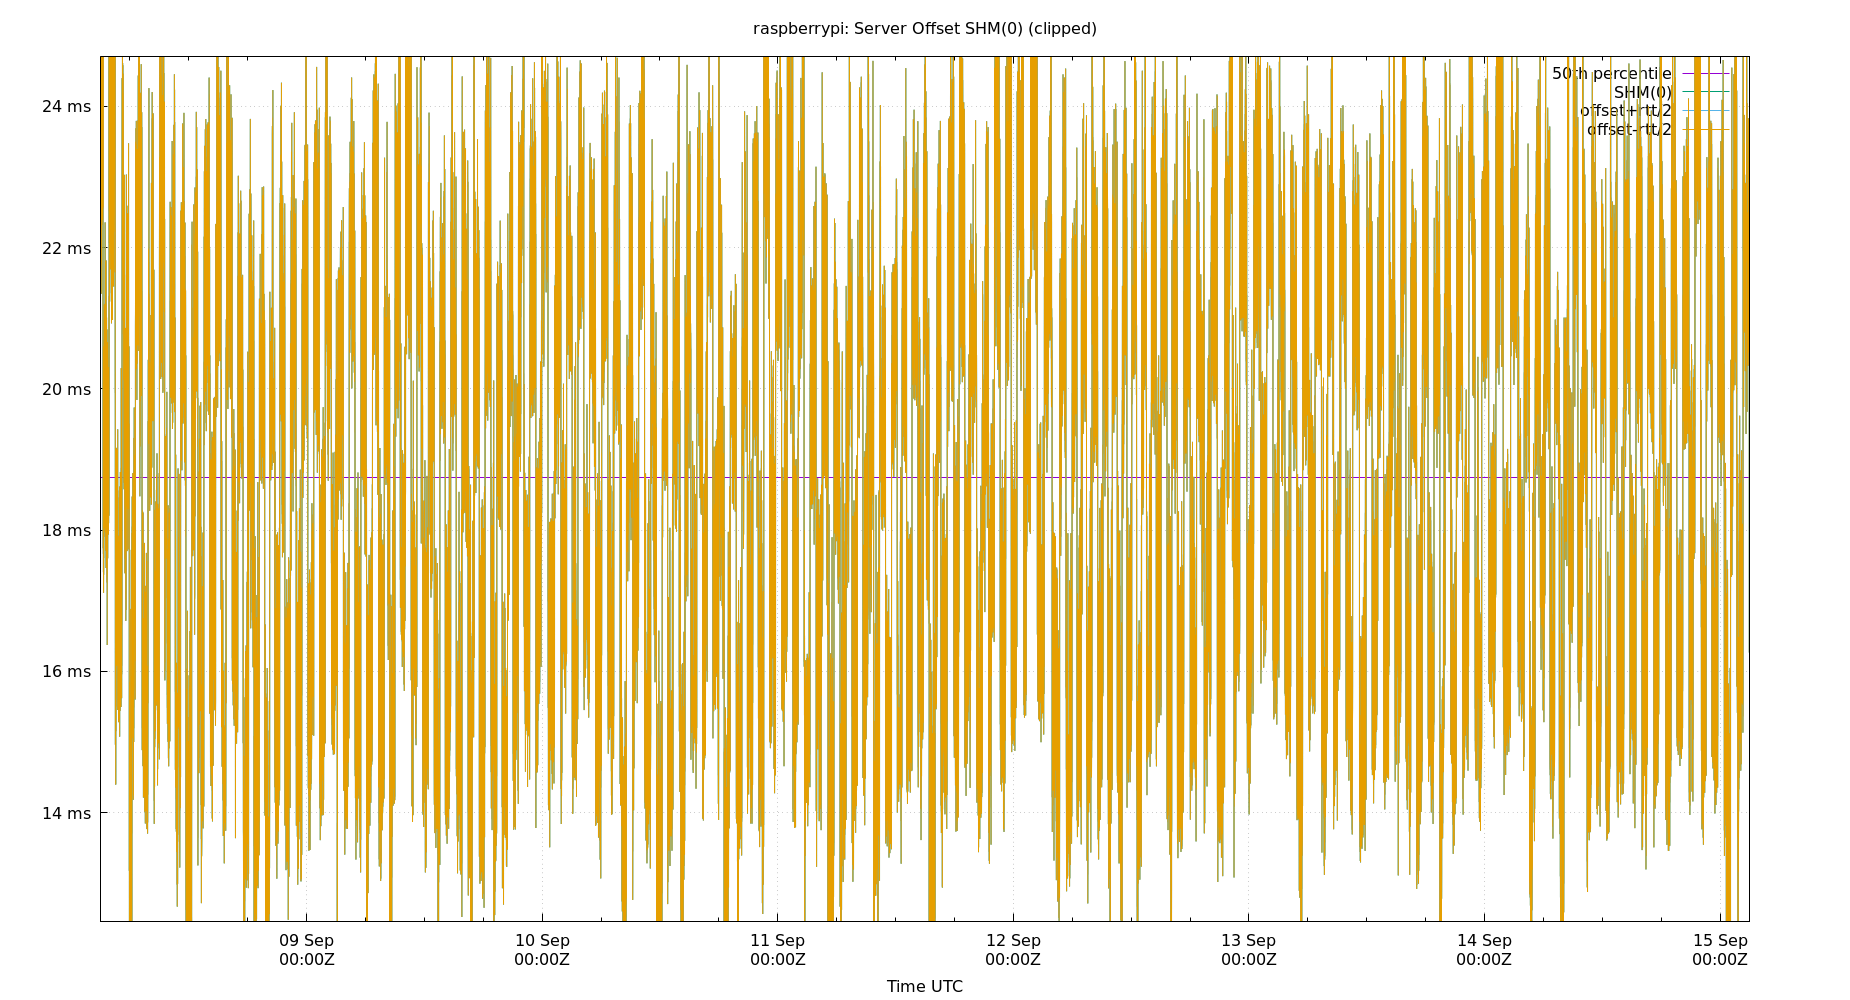 raspberrypi: Server Offset SHM(0) (clipped)
50th percentile
SHM(0)
offset+rtt/2
offset-rtt/2
24 ms
22 ms
20 ms
18 ms
16 ms
14 ms
09 Sep
00:00Z
10 Sep
00:00Z
11 Sep
00:00Z
12 Sep
00:00Z
13 Sep
00:00Z
14 Sep
00:00Z
15 Sep
00:00Z
Time UTC